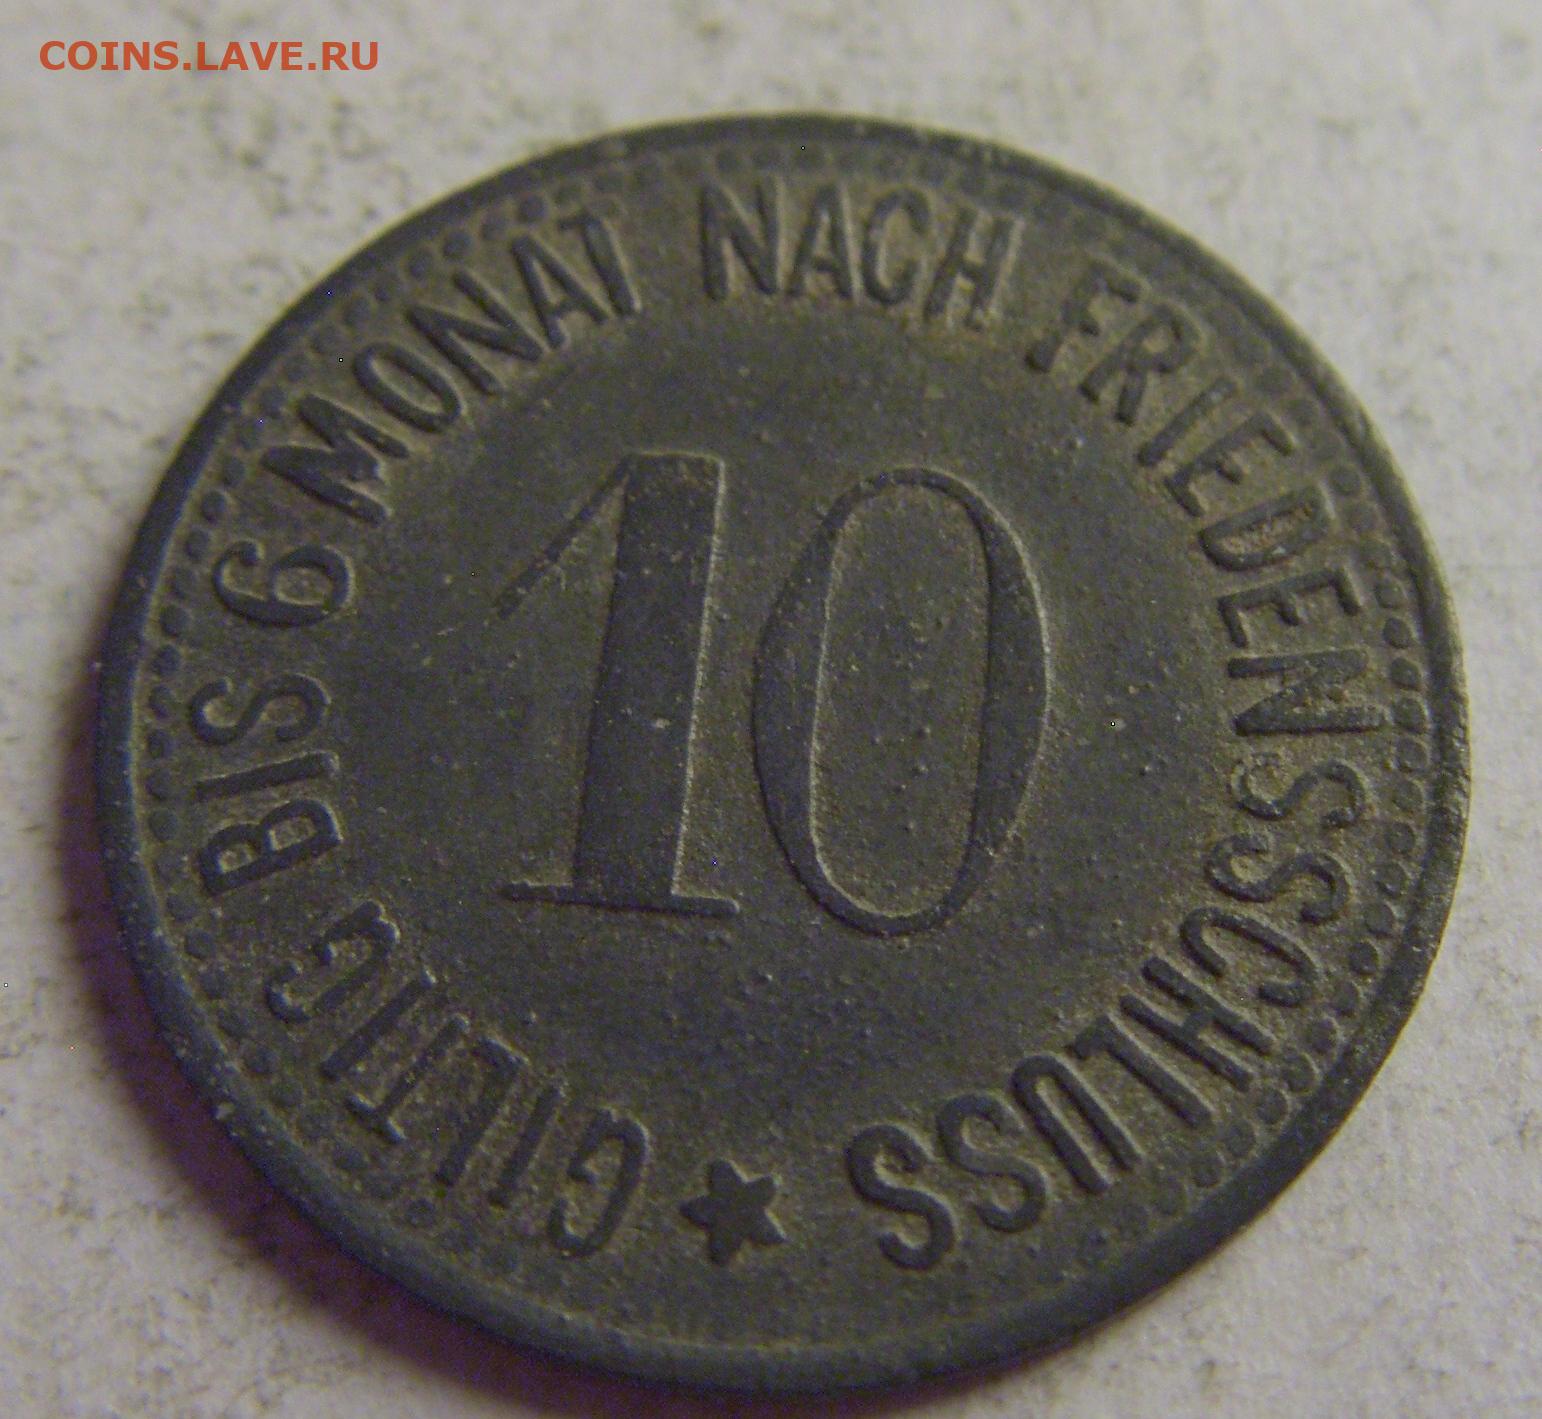 COINS.LAVE.RU
GILTIG BIS 6 MONAT NACH FRIEDENSSCHLUSS
10